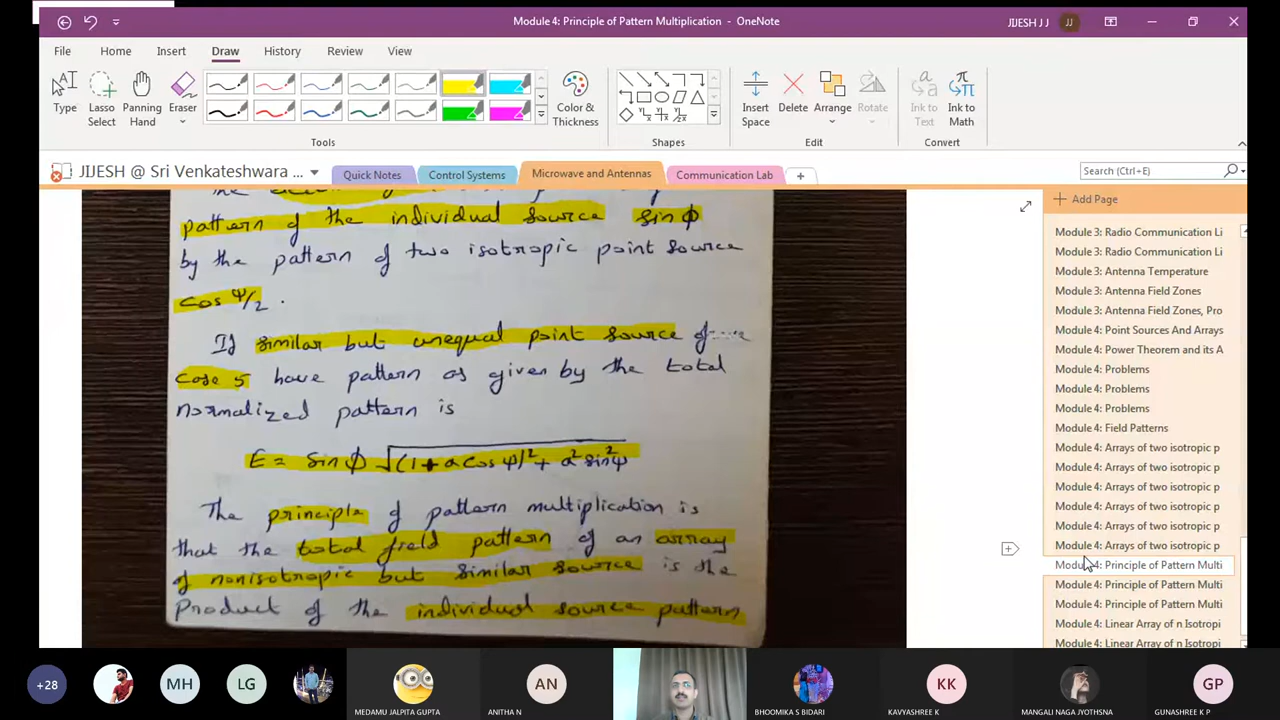 Module 4: Principle of Pattern Multiplication - OneNote
JIJESH J J
JJ
File
Home
Insert
Draw
History
Review
View
Type
Lasso Select
Panning Hand
Eraser
Color & Thickness
Insert Space
Delete
Arrange
Rotate
Ink to Text
Ink to Math
Tools
Shapes
Edit
Convert
JIJESH @ Sri Venkateshwara ...
Quick Notes
Control Systems
Microwave and Antennas
Communication Lab
Search (Ctrl+E)
pattern of the individual source sin ϕ
by the pattern of two isotropic point source
Cos Ψ/2 .
If similar but unequal point source of
Case 5 have pattern as given by the total
normalized pattern is
E = sin ϕ √(1 + a Cos Ψ)² + a² sin²Ψ
The principle of pattern multiplication is
that the total field pattern of an array
of nonisotropic but similar source is the
Product of the individual source pattern
Add Page
Module 3: Radio Communication Li
Module 3: Radio Communication Li
Module 3: Antenna Temperature
Module 3: Antenna Field Zones
Module 3: Antenna Field Zones, Pro
Module 4: Point Sources And Arrays
Module 4: Power Theorem and its A
Module 4: Problems
Module 4: Problems
Module 4: Problems
Module 4: Field Patterns
Module 4: Arrays of two isotropic p
Module 4: Arrays of two isotropic p
Module 4: Arrays of two isotropic p
Module 4: Arrays of two isotropic p
Module 4: Arrays of two isotropic p
Module 4: Arrays of two isotropic p
Module 4: Principle of Pattern Multi
Module 4: Principle of Pattern Multi
Module 4: Principle of Pattern Multi
Module 4: Linear Array of n Isotropi
Module 4: Linear Array of n Isotropi
+28
MH
LG
MEDAMU JALPITA GUPTA
AN
ANITHA N
BHOOMIKA S BIDARI
KK
KAVYASHREE K
MANGALI NAGA JYOTHSNA
GP
GUNASHREE K P